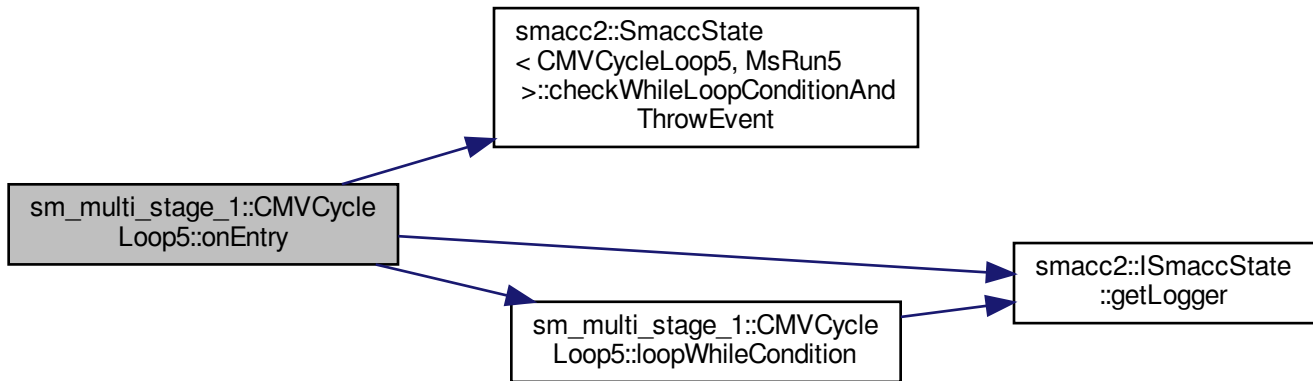 smacc2::SmaccState
< CMVCycleLoop5, MsRun5
>::checkWhileLoopConditionAnd
ThrowEvent
sm_multi_stage_1::CMVCycle
Loop5::onEntry
smacc2::ISmaccState
::getLogger
sm_multi_stage_1::CMVCycle
Loop5::loopWhileCondition